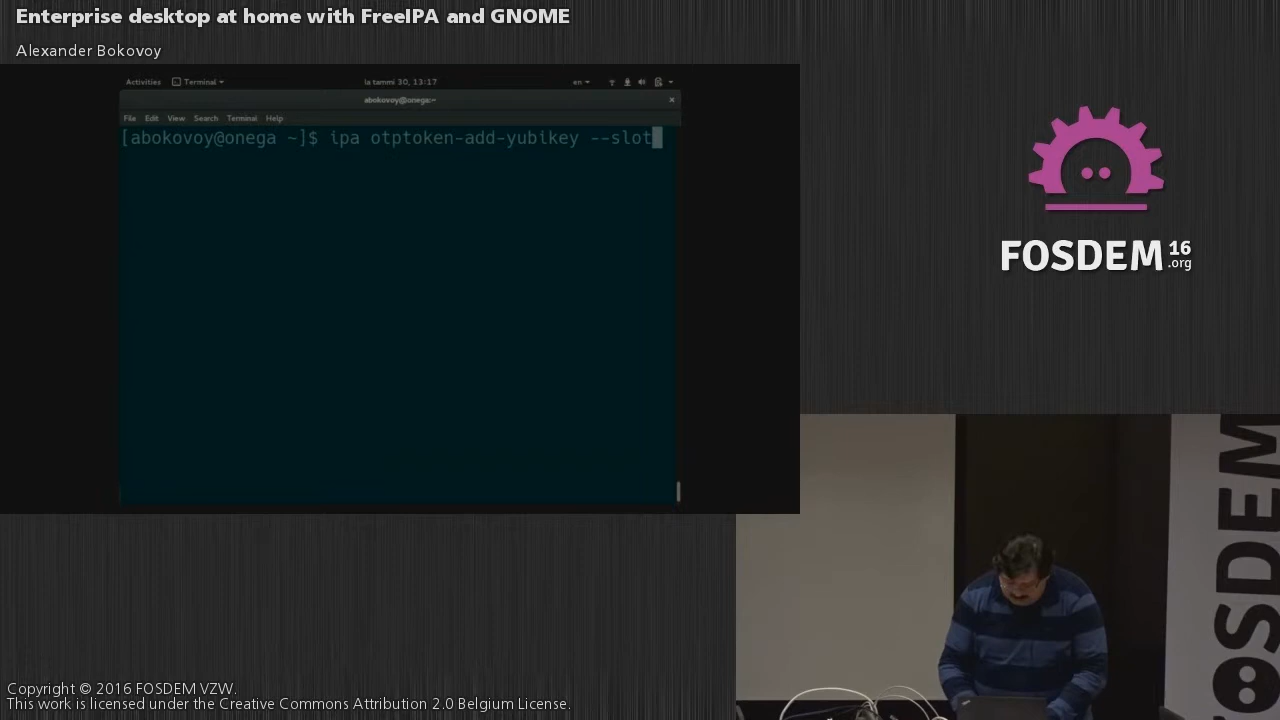 Enterprise desktop at home with FreeIPA and GNOME
Alexander Bokovoy
Activities Terminal la tammi 30, 13:17 en
abokovoy@onega:~
File Edit View Search Terminal Help
[abokovoy@onega ~]$ ipa otptoken-add-yubikey --slot
FOSDEM 16
.org
FOSDEM
Copyright © 2016 FOSDEM VZW.
This work is licensed under the Creative Commons Attribution 2.0 Belgium License.